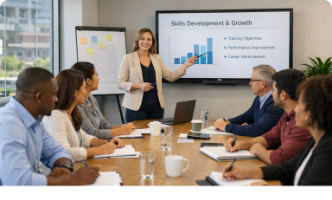 Skills Development & Growth
• Training Objectives
• Performance Improvement
• Career Advancement